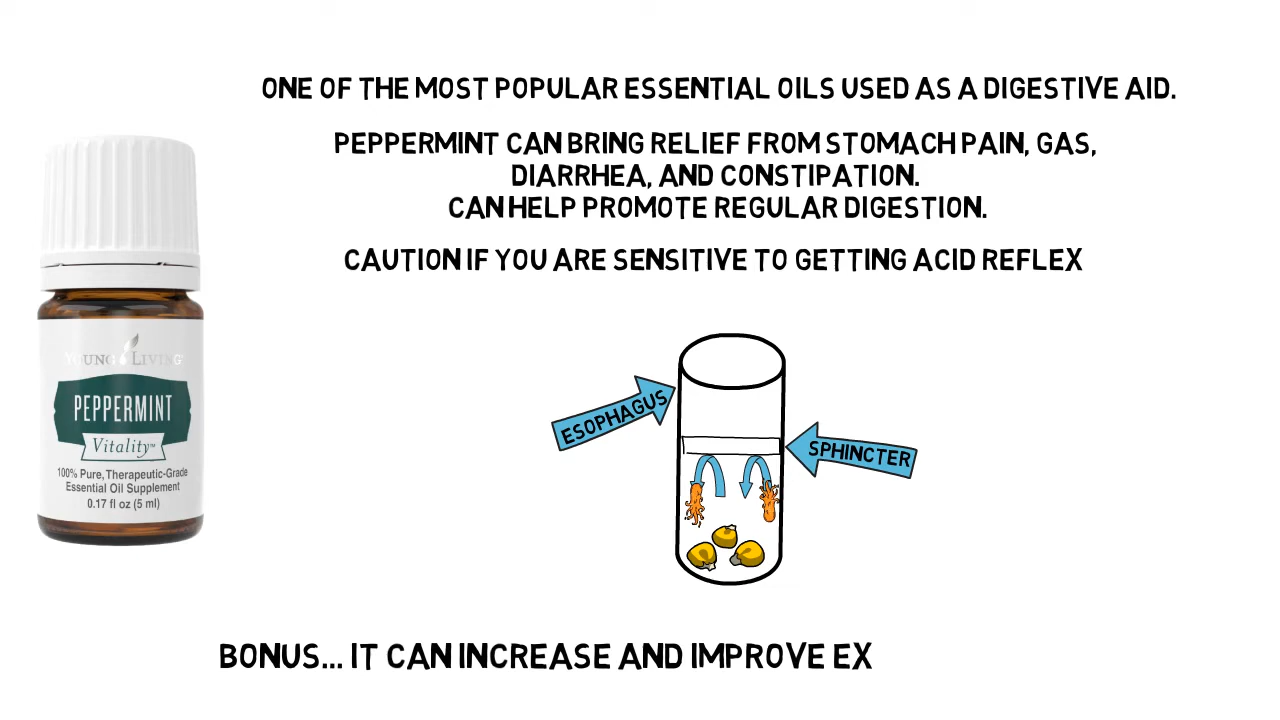 ONE OF THE MOST POPULAR ESSENTIAL OILS USED AS A DIGESTIVE AID.
PEPPERMINT CAN BRING RELIEF FROM STOMACH PAIN, GAS,
DIARRHEA, AND CONSTIPATION.
CAN HELP PROMOTE REGULAR DIGESTION.
CAUTION IF YOU ARE SENSITIVE TO GETTING ACID REFLEX
YOUNG LIVING
PEPPERMINT
Vitality™
100% Pure, Therapeutic-Grade
Essential Oil Supplement
0.17 fl oz (5 ml)
ESOPHAGUS
SPHINCTER
BONUS... IT CAN INCREASE AND IMPROVE EX